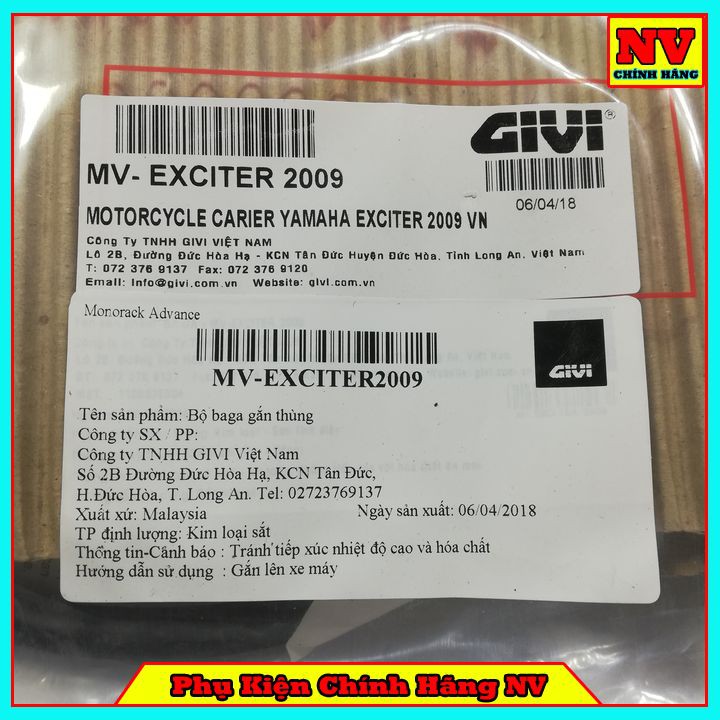 NV
CHÍNH HÃNG
GIVI
MV- EXCITER 2009
06/04/18
MOTORCYCLE CARIER YAMAHA EXCITER 2009 VN
Công Ty TNHH GIVI VIỆT NAM
Lô 2B, Đường Đức Hòa Hạ - KCN Tân Đức Huyện Đức Hòa, Tỉnh Long An. Việt Nam
T: 072 376 9137 Fax: 072 376 9120
Email: Info@givi.com.vn Website: givi.com.vn
Monorack Advance
MV-EXCITER2009
GIVI
Tên sản phẩm: Bộ baga gắn thùng
Công ty SX / PP:
Công ty TNHH GIVI Việt Nam
Số 2B Đường Đức Hòa Hạ, KCN Tân Đức,
H.Đức Hòa, T. Long An. Tel: 02723769137
Xuất xứ: Malaysia Ngày sản xuất: 06/04/2018
TP định lượng: Kim loại sắt
Thông tin-Cảnh báo : Tránh tiếp xúc nhiệt độ cao và hóa chất
Hướng dẫn sử dụng : Gắn lên xe máy
Phụ Kiện Chính Hãng NV